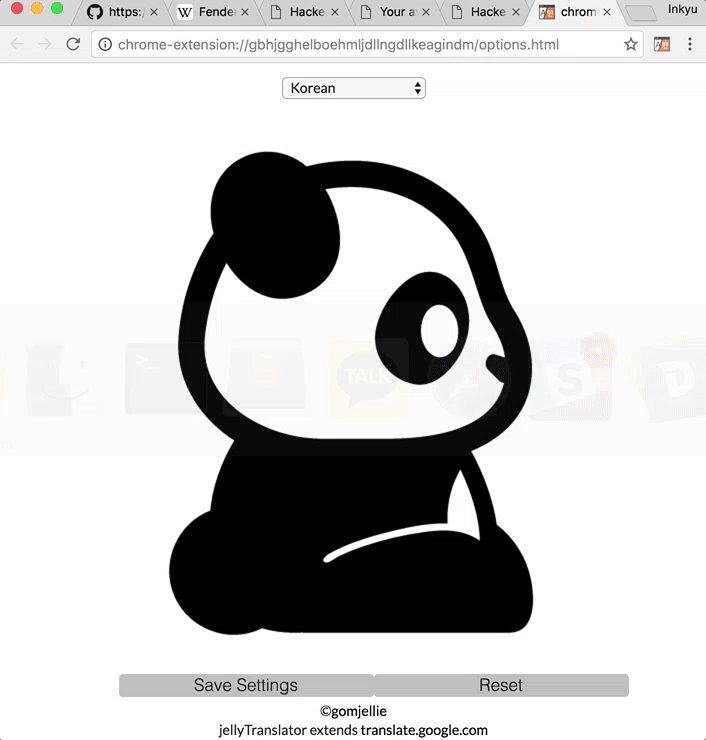 https:/
Fende
Hacke
Your a
Hacke
chrom
Inkyu
chrome-extension://gbhjgghelboehmljdllngdllkeagindm/options.html
Korean
TALK
S
Save Settings
Reset
©gomjellie
jellyTranslator extends translate.google.com